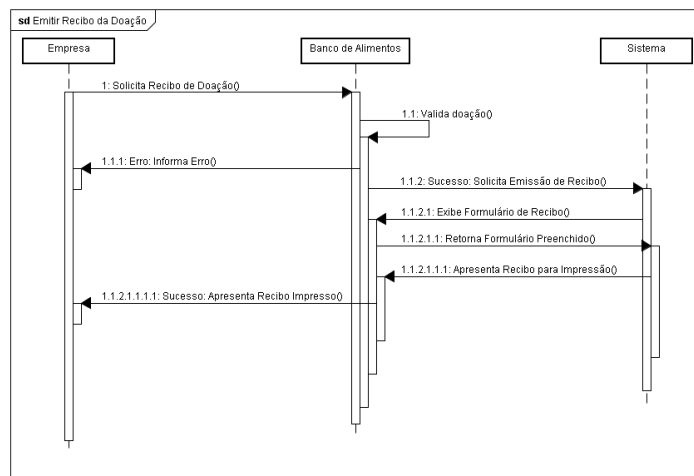 sd Emitir Recibo da Doação
Empresa
Banco de Alimentos
Sistema
1: Solicita Recibo de Doação()
1.1: Valida doação()
1.1.1: Erro: Informa Erro()
1.1.2: Sucesso: Solicita Emissão de Recibo()
1.1.2.1: Exibe Formulário de Recibo()
1.1.2.1.1: Retorna Formulário Preenchido()
1.1.2.1.1.1: Apresenta Recibo para Impressão()
1.1.2.1.1.1.1: Sucesso: Apresenta Recibo Impresso()